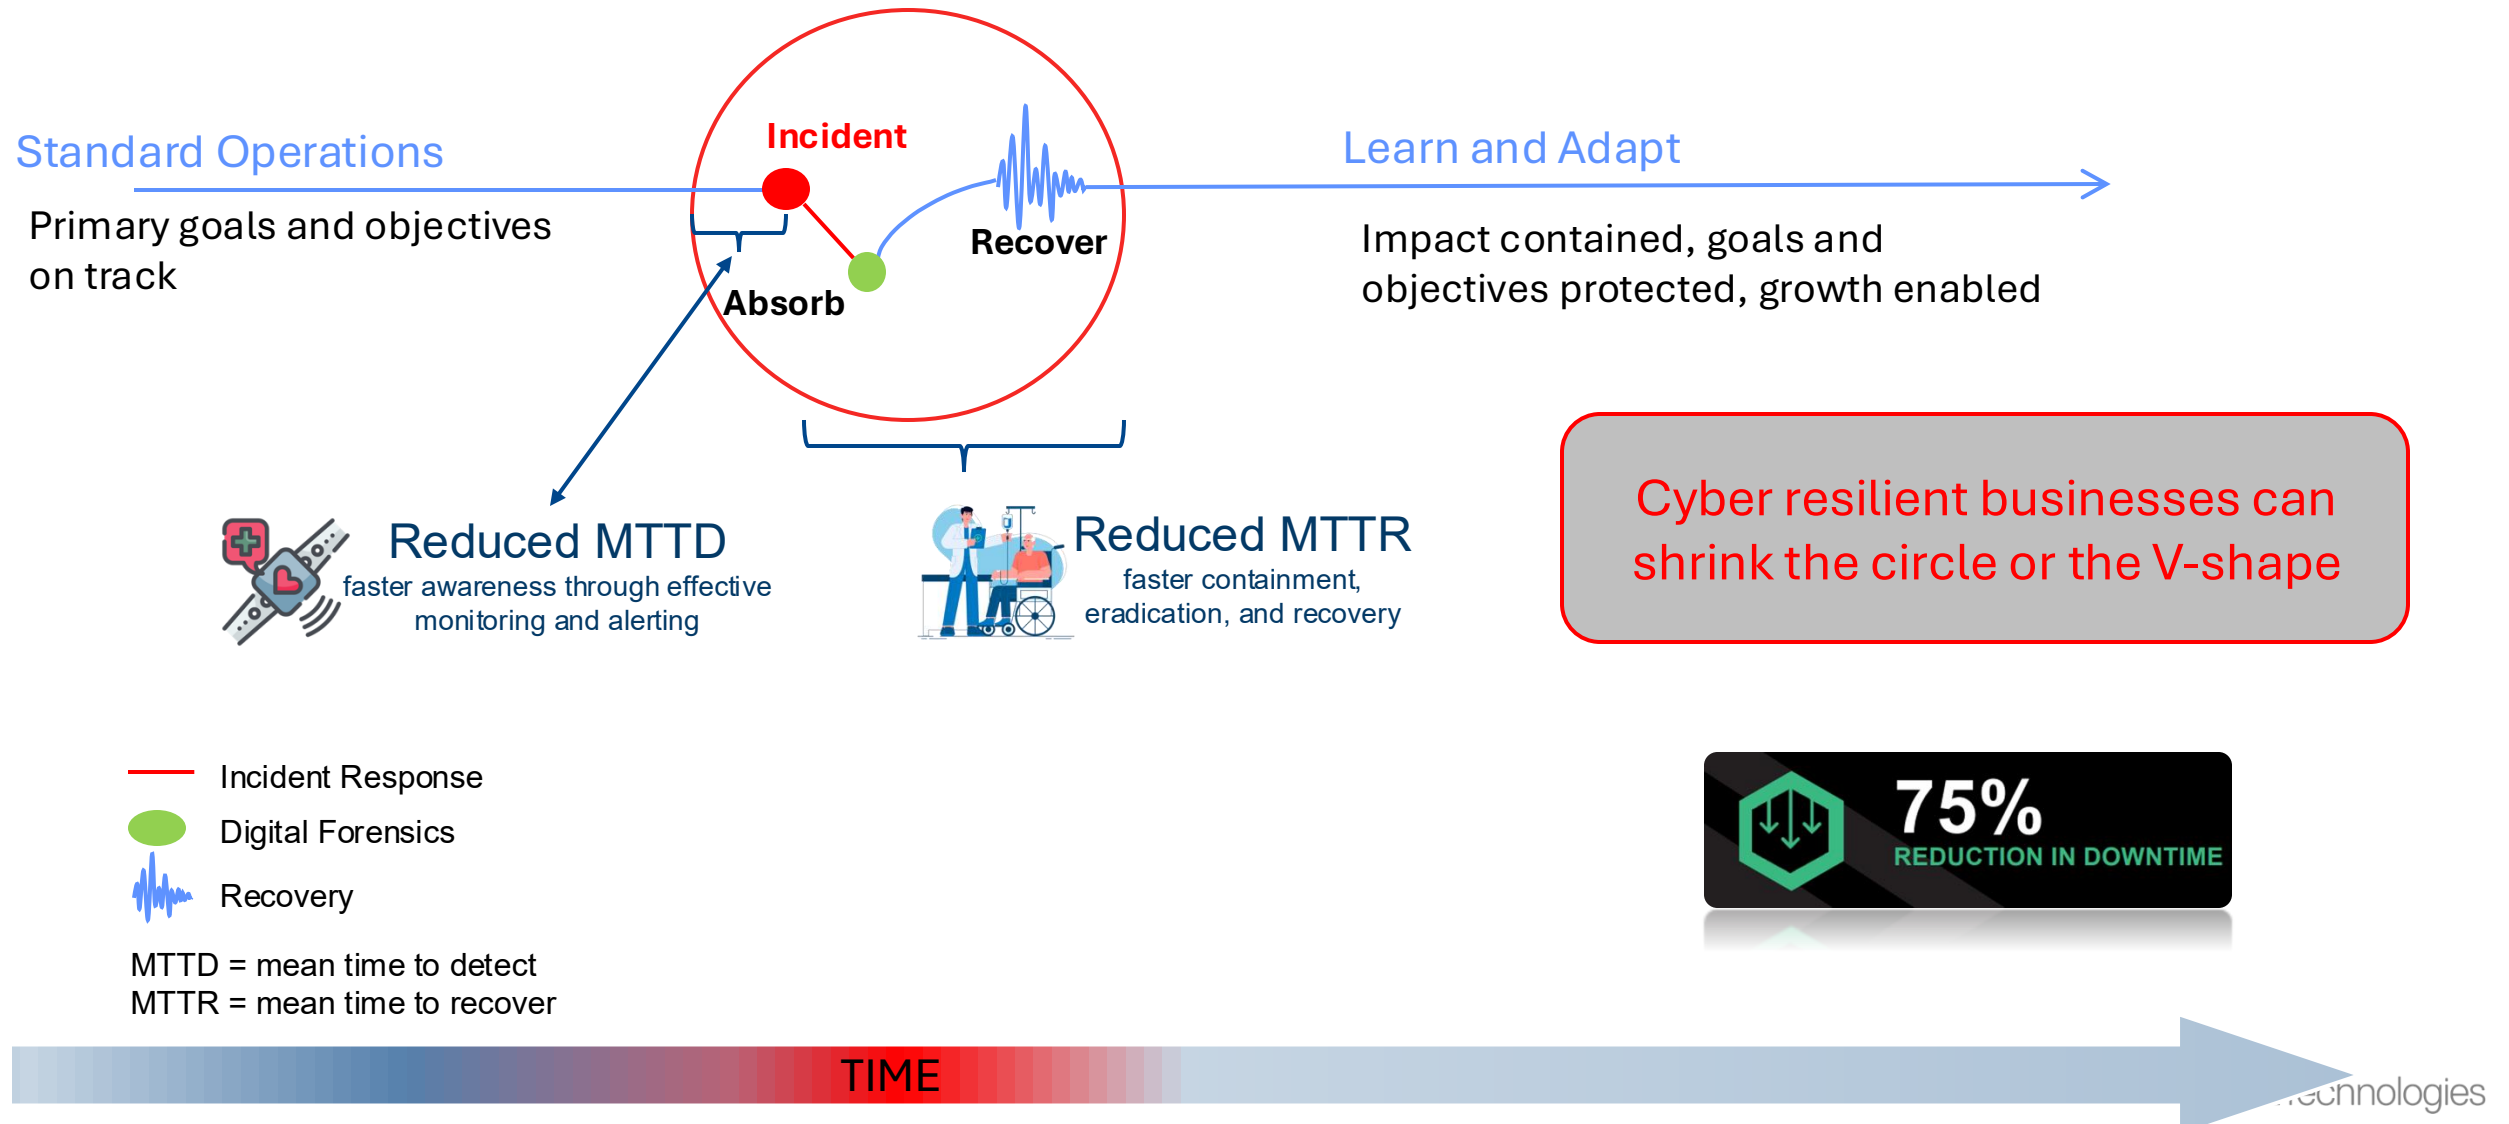 Incident
Standard Operations
Learn and Adapt
Primary goals and objectives
on track
Recover
Absorb
Impact contained, goals and
objectives protected, growth enabled
Reduced MTTD
faster awareness through effective
monitoring and alerting
Reduced MTTR
faster containment,
eradication, and recovery
Cyber resilient businesses can
shrink the circle or the V-shape
Incident Response
Digital Forensics
Recovery
MTTD = mean time to detect
MTTR = mean time to recover
75%
REDUCTION IN DOWNTIME
TIME